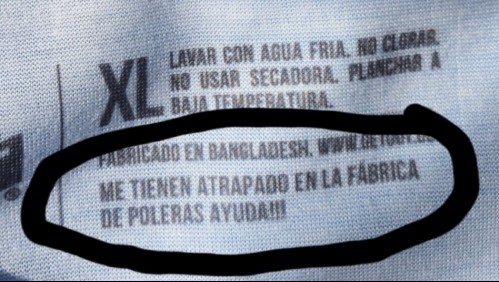 XL
LAVAR CON AGUA FRIA. NO CLORAR.
NO USAR SECADORA. PLANCHAR A
BAJA TEMPERATURA.
FABRICADO EN BANGLADESH.
ME TIENEN ATRAPADO EN LA FÁBRICA
DE POLERAS AYUDA!!!
®